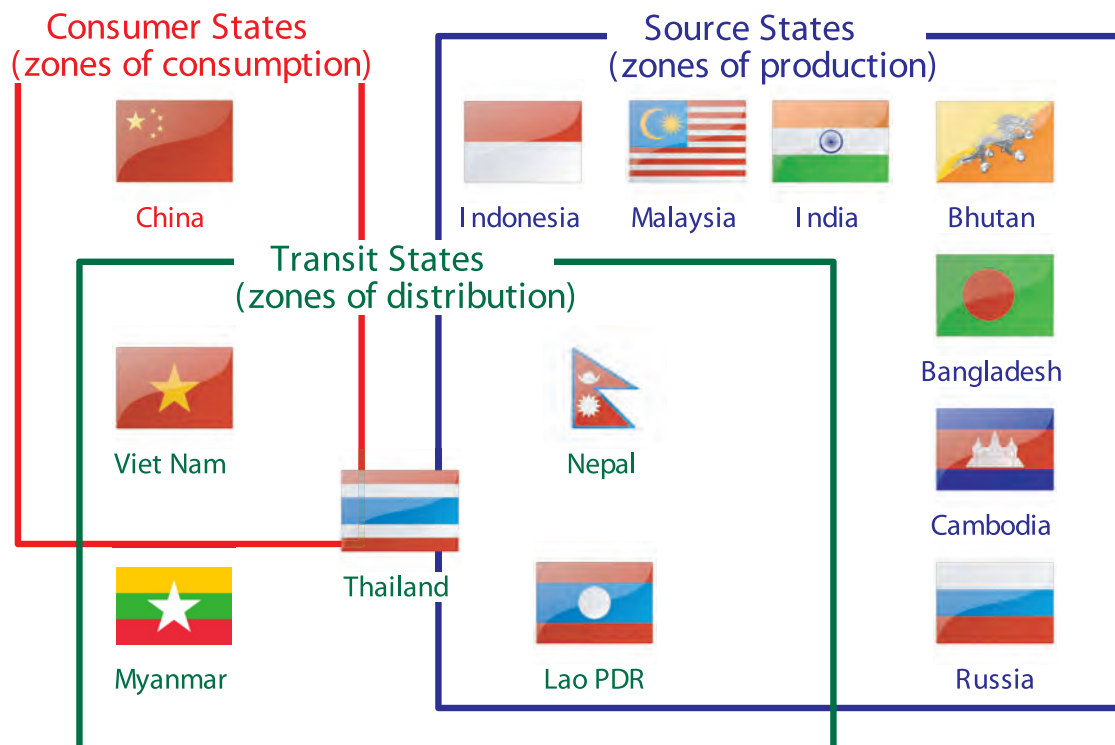 Consumer States
(zones of consumption)
Source States
(zones of production)
China
Indonesia
Malaysia
India
Bhutan
Transit States
(zones of distribution)
Bangladesh
Viet Nam
Nepal
Cambodia
Thailand
Myanmar
Lao PDR
Russia